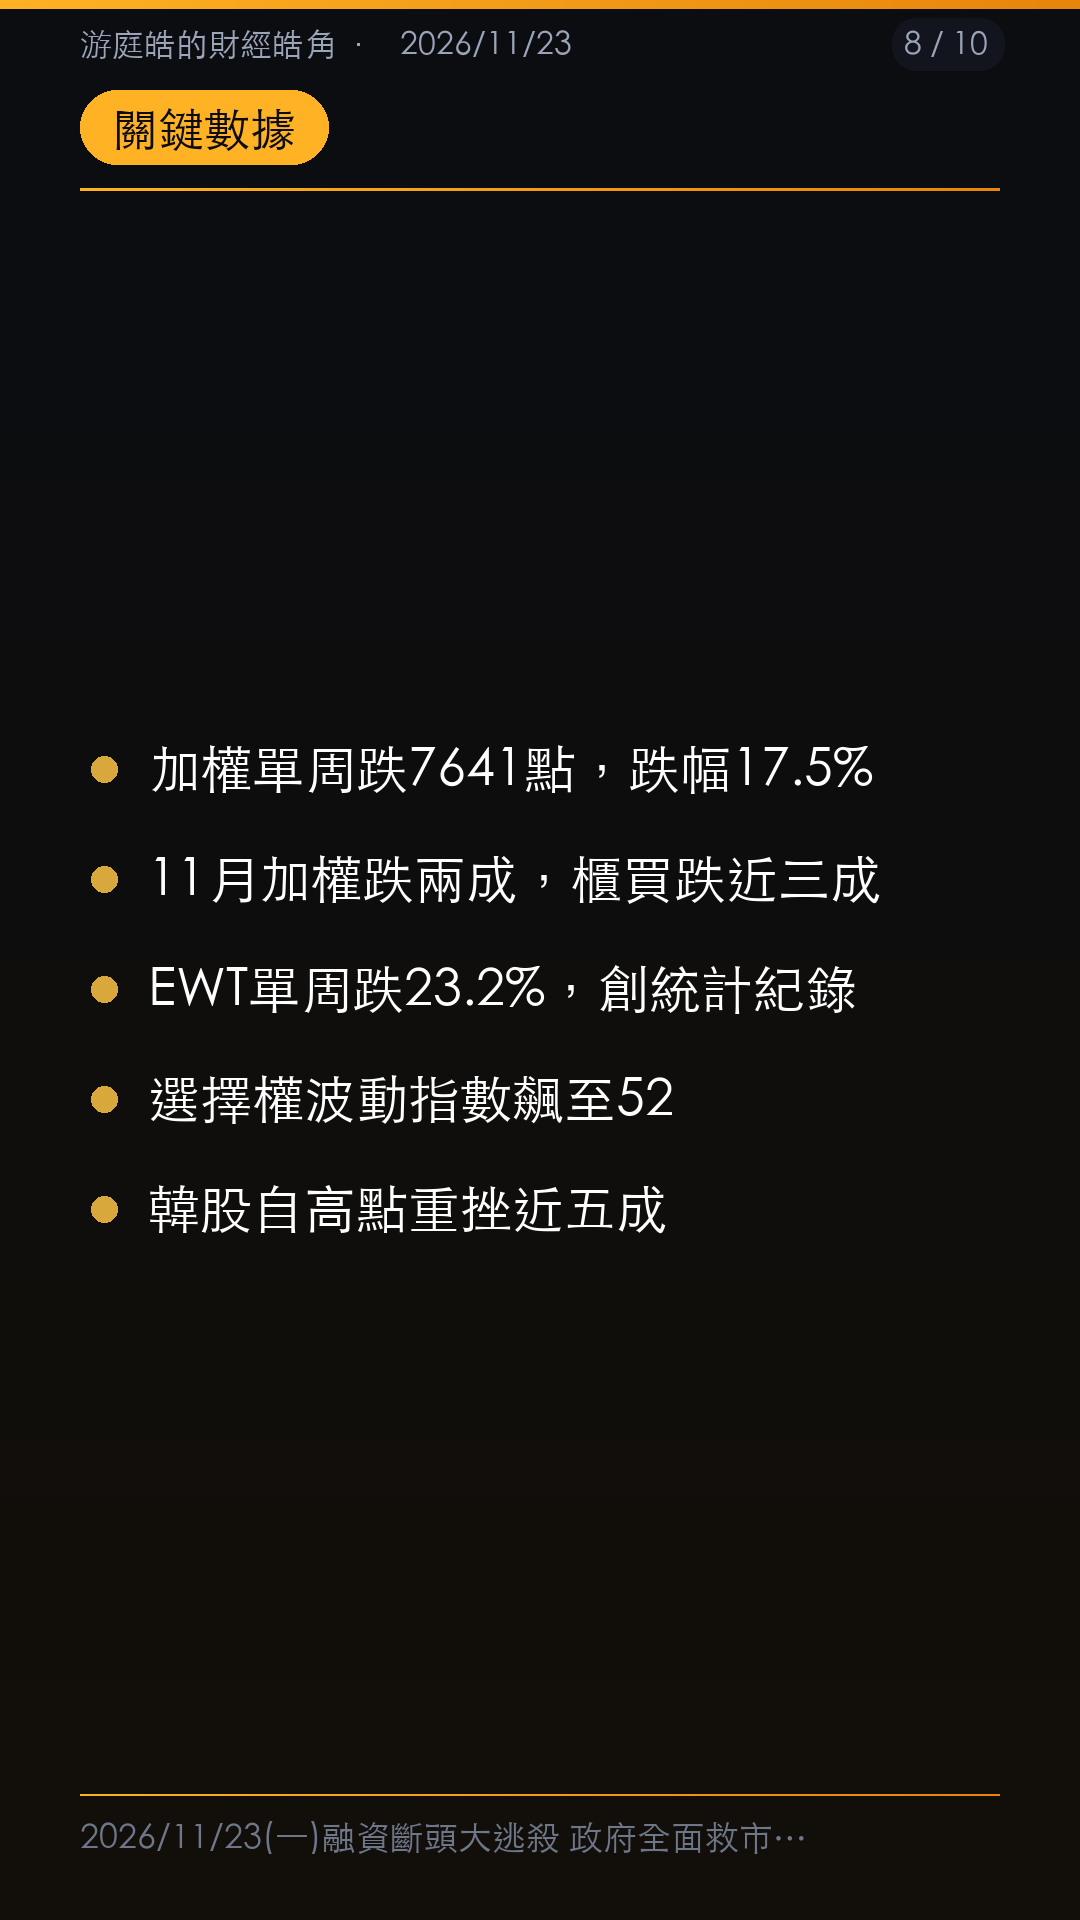 游庭皓的財經皓角 · 2026/11/23
8 / 10
關鍵數據
加權單周跌7641點，跌幅17.5%
11月加權跌兩成，櫃買跌近三成
EWT單周跌23.2%，創統計紀錄
選擇權波動指數飆至52
韓股自高點重挫近五成
2026/11/23(一)融資斷頭大逃殺 政府全面救市…